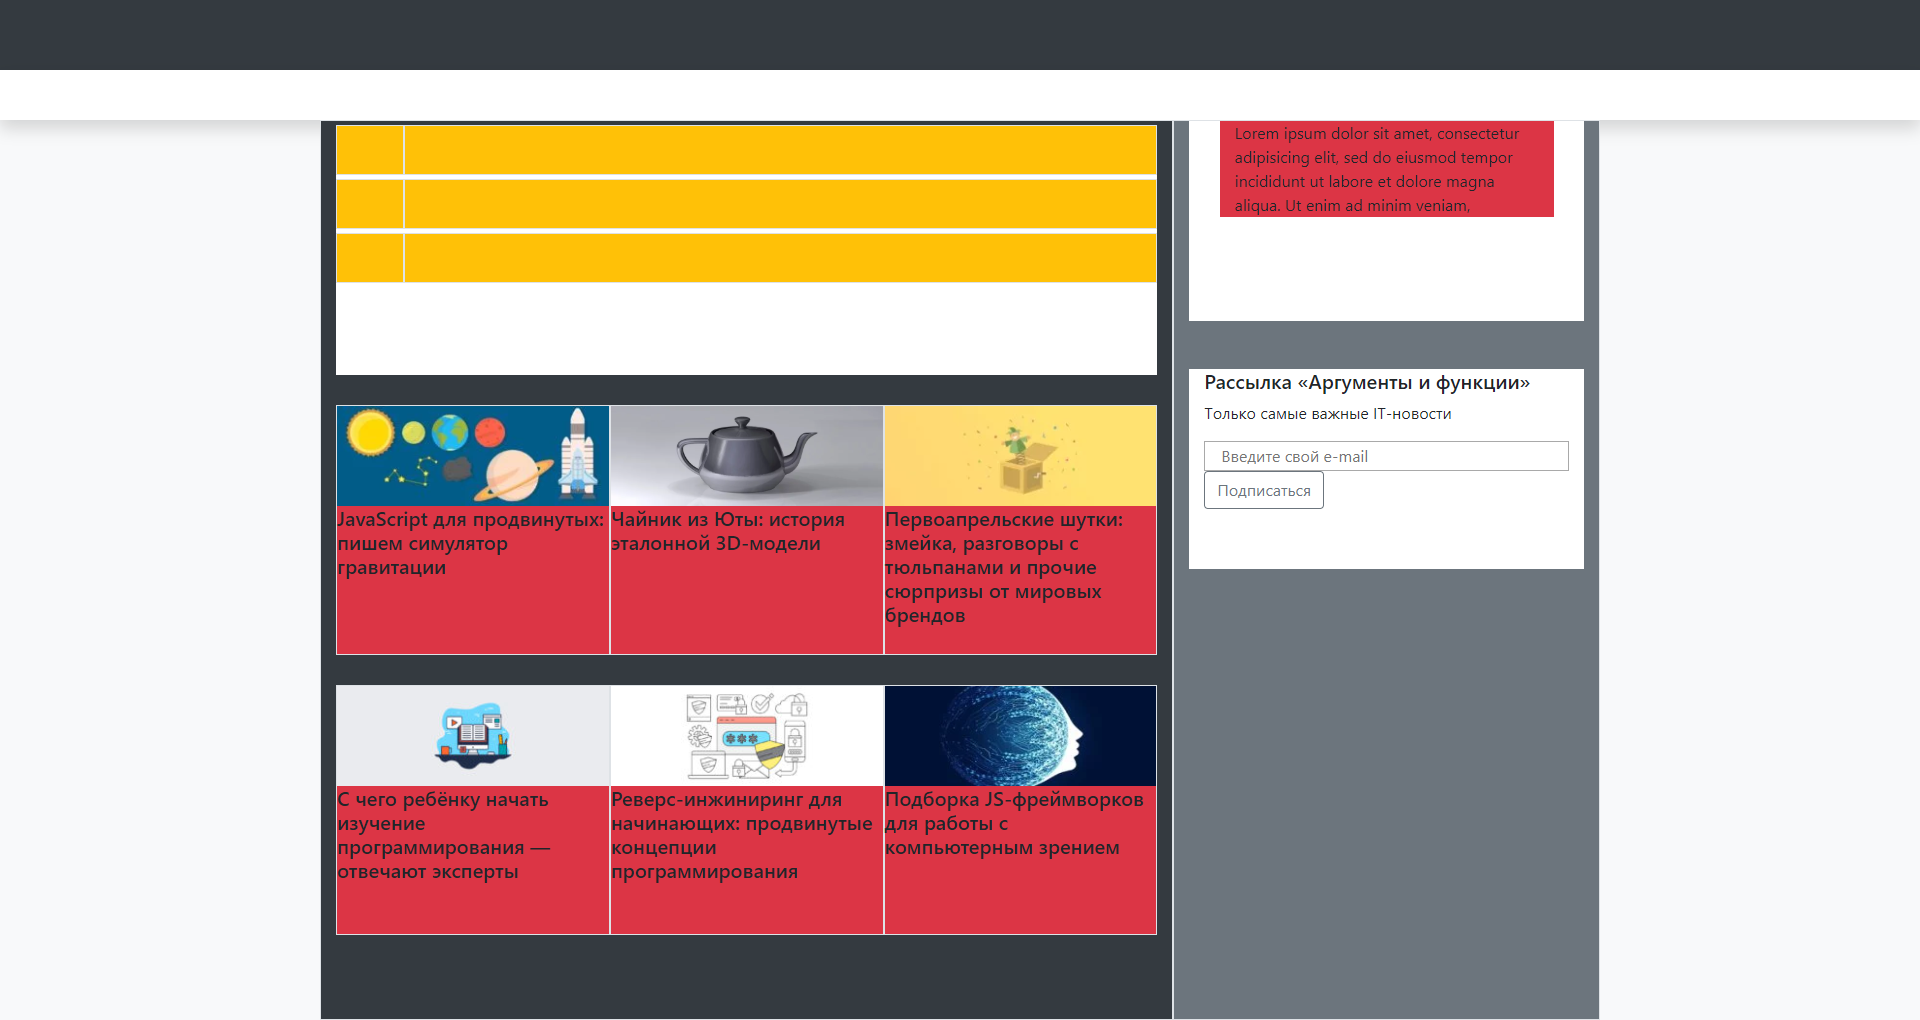 Lorem ipsum dolor sit amet, consectetur
adipisicing elit, sed do eiusmod tempor
incididunt ut labore et dolore magna
aliqua. Ut enim ad minim veniam,
Рассылка «Аргументы и функции»
Только самые важные IT-новости
Введите свой e-mail
Подписаться
JavaScript для продвинутых:
пишем симулятор
гравитации
Чайник из Юты: история
эталонной 3D-модели
Первоапрельские шутки:
змейка, разговоры с
тюльпанами и прочие
сюрпризы от мировых
брендов
С чего ребёнку начать
изучение
программирования —
отвечают эксперты
Реверс-инжиниринг для
начинающих: продвинутые
концепции
программирования
Подборка JS-фреймворков
для работы с
компьютерным зрением